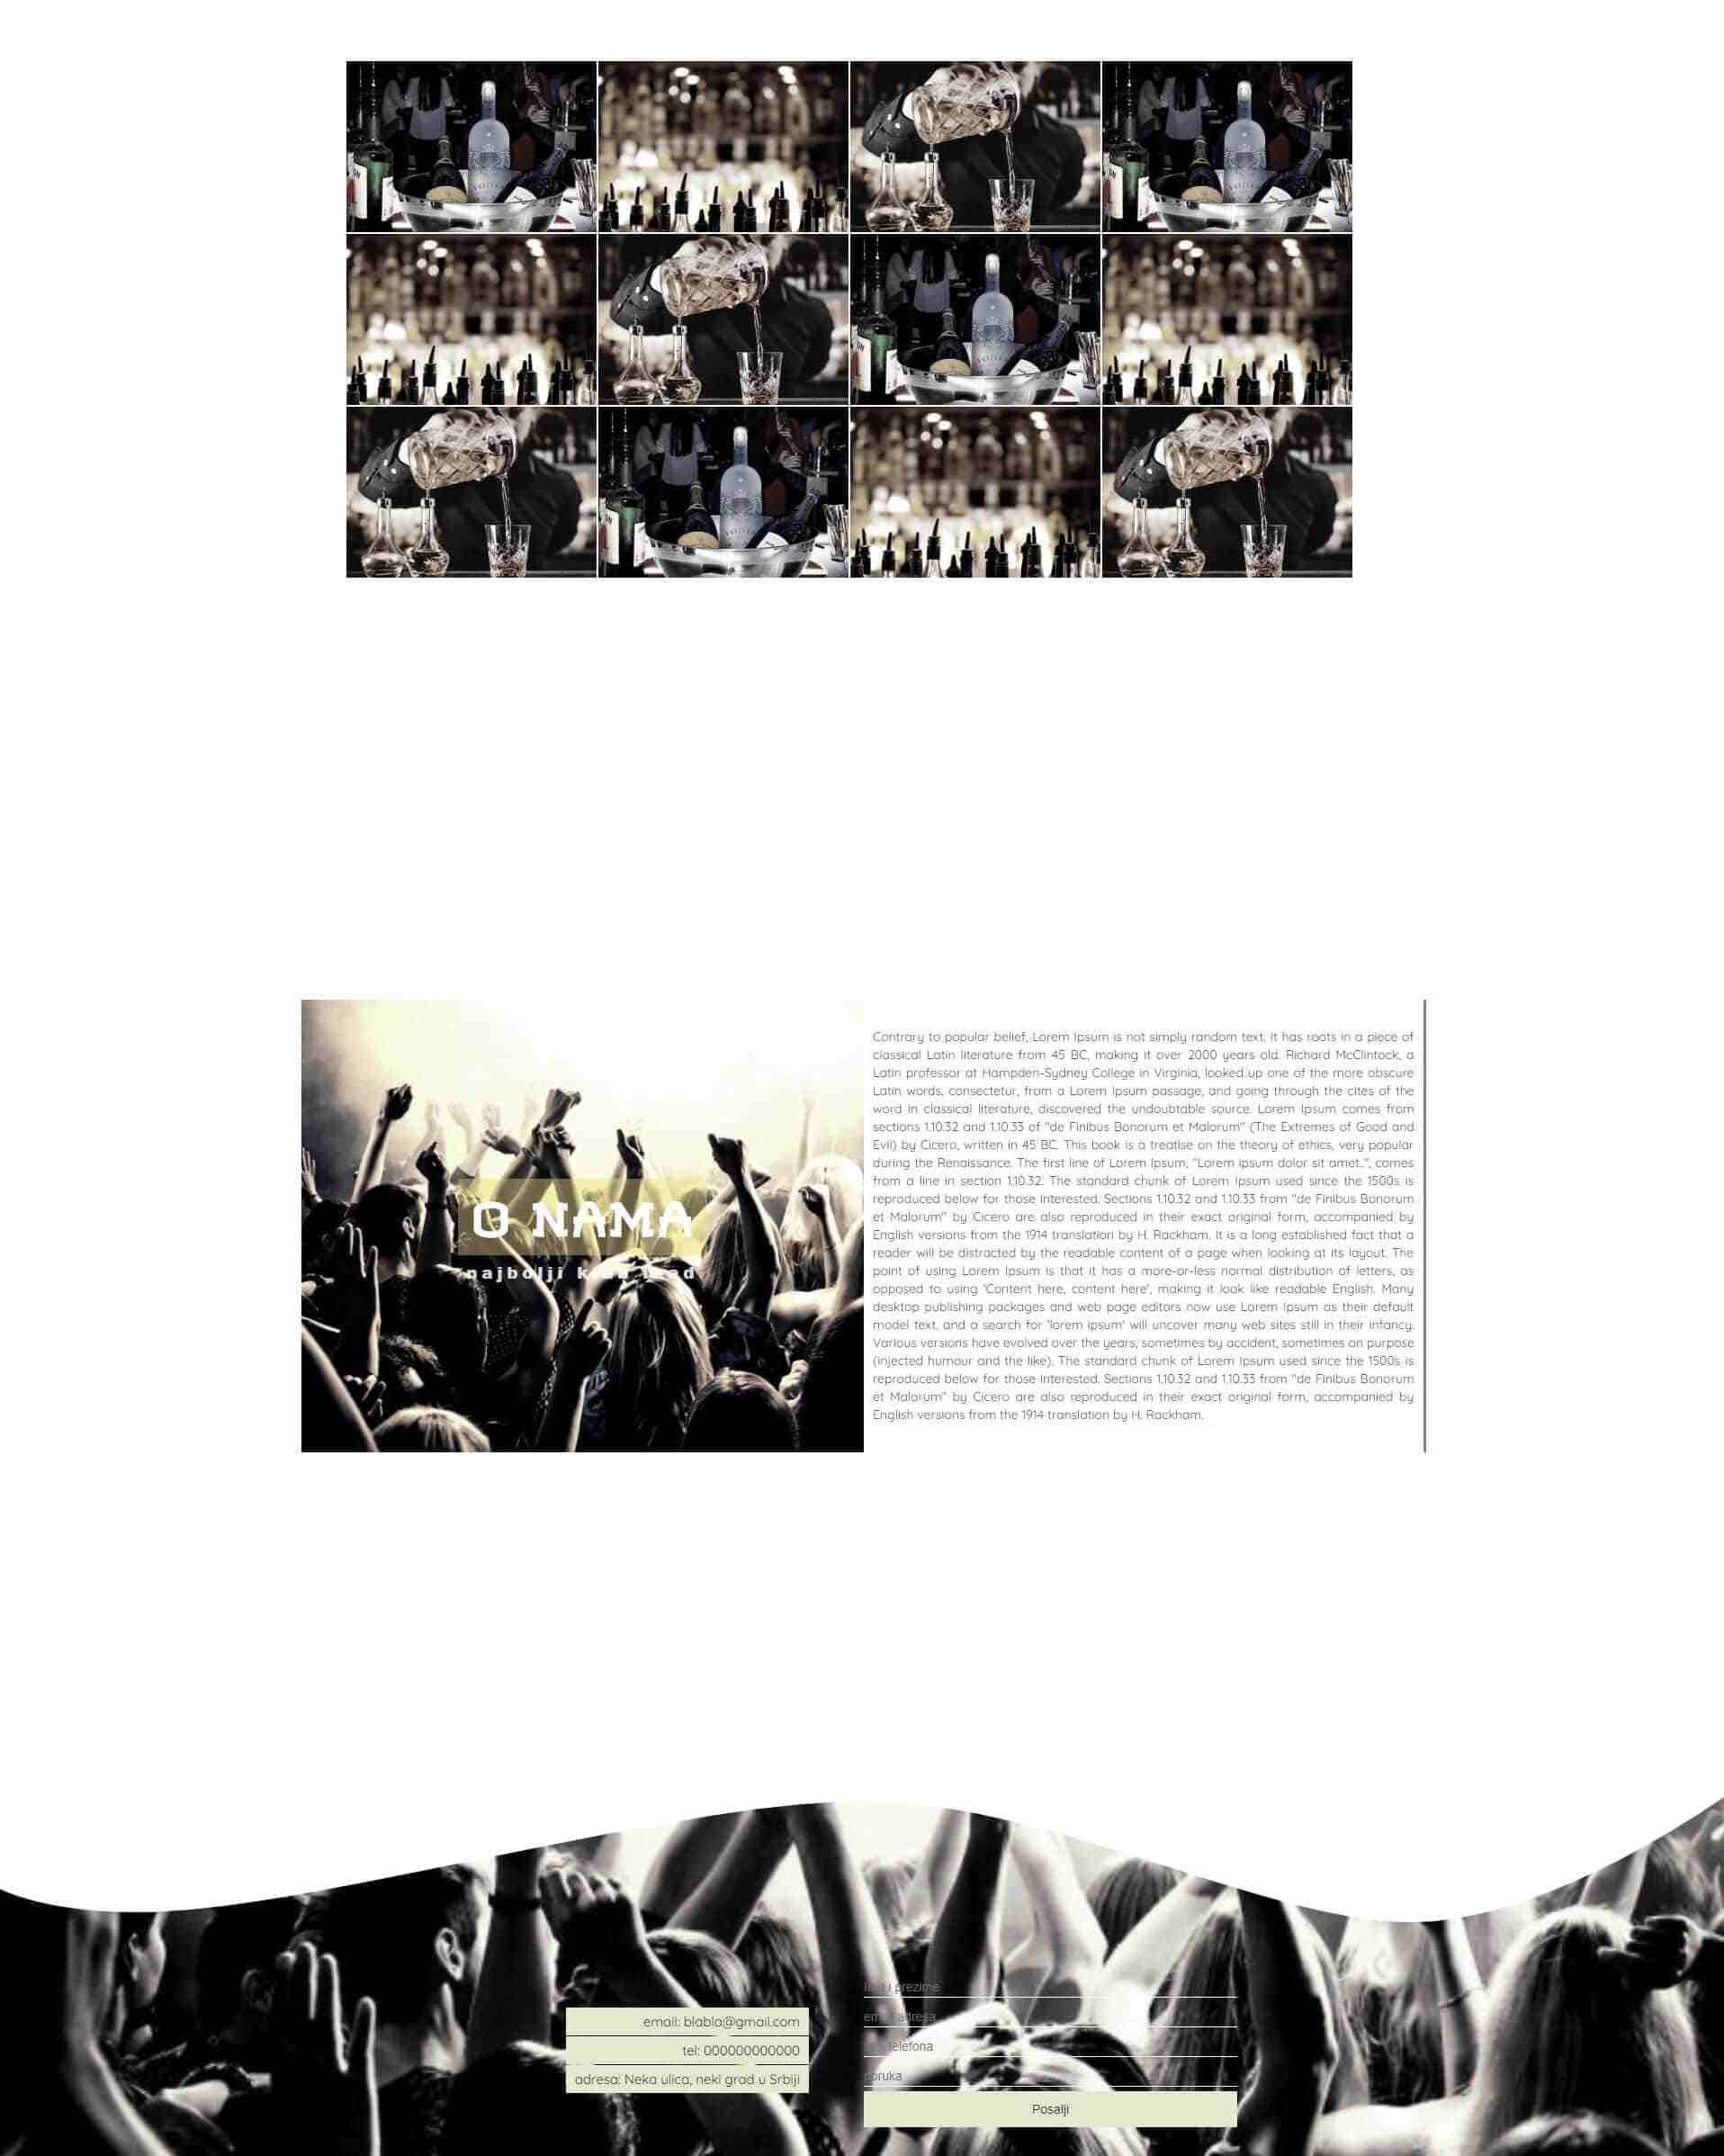 O NAMA
najbolji
Contrary to popular belief, Lorem Ipsum is not simply random text. It has roots in a piece of
classical Latin literature from 45 BC, making it over 2000 years old. Richard McClintock, a
Latin professor at Hampden-Sydney College in Virginia, looked up one of the more obscure
Latin words, consectetur, from a Lorem Ipsum passage, and going through the cites of the
word in classical literature, discovered the undoubtable source. Lorem Ipsum comes from
sections 1.10.32 and 1.10.33 of "de Finibus Bonorum et Malorum" (The Extremes of Good and
Evil) by Cicero, written in 45 BC. This book is a treatise on the theory of ethics, very popular
during the Renaissance. The first line of Lorem Ipsum, "Lorem ipsum dolor sit amet..", comes
from a line in section 1.10.32. The standard chunk of Lorem Ipsum used since the 1500s is
reproduced below for those interested. Sections 1.10.32 and 1.10.33 from "de Finibus Bonorum
et Malorum" by Cicero are also reproduced in their exact original form, accompanied by
English versions from the 1914 translation by H. Rackham. It is a long established fact that a
reader will be distracted by the readable content of a page when looking at its layout. The
point of using Lorem Ipsum is that it has a more-or-less normal distribution of letters, as
opposed to using 'Content here, content here', making it look like readable English. Many
desktop publishing packages and web page editors now use Lorem Ipsum as their default
model text, and a search for 'lorem ipsum' will uncover many web sites still in their infancy.
Various versions have evolved over the years, sometimes by accident, sometimes on purpose
(injected humour and the like). The standard chunk of Lorem Ipsum used since the 1500s is
reproduced below for those interested. Sections 1.10.32 and 1.10.33 from "de Finibus Bonorum
et Malorum" by Cicero are also reproduced in their exact original form, accompanied by
English versions from the 1914 translation by H. Rackham.
email: blabla@gmail.com
tel: 000000000000
adresa: Neka ulica, neki grad u Srbiji
prezime
adresa
telefona
Posalji